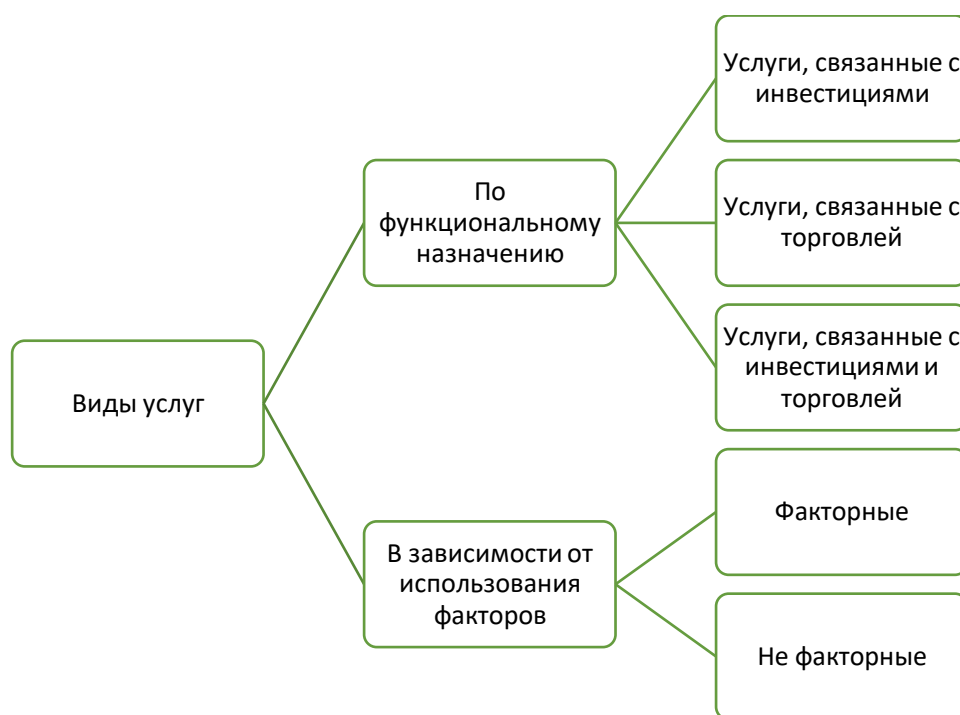 Виды услуг
По
функциональному
назначению
Услуги, связанные с
инвестициями
Услуги, связанные с
торговлей
Услуги, связанные с
инвестициями и
торговлей
В зависимости от
использования
факторов
Факторные
Не факторные